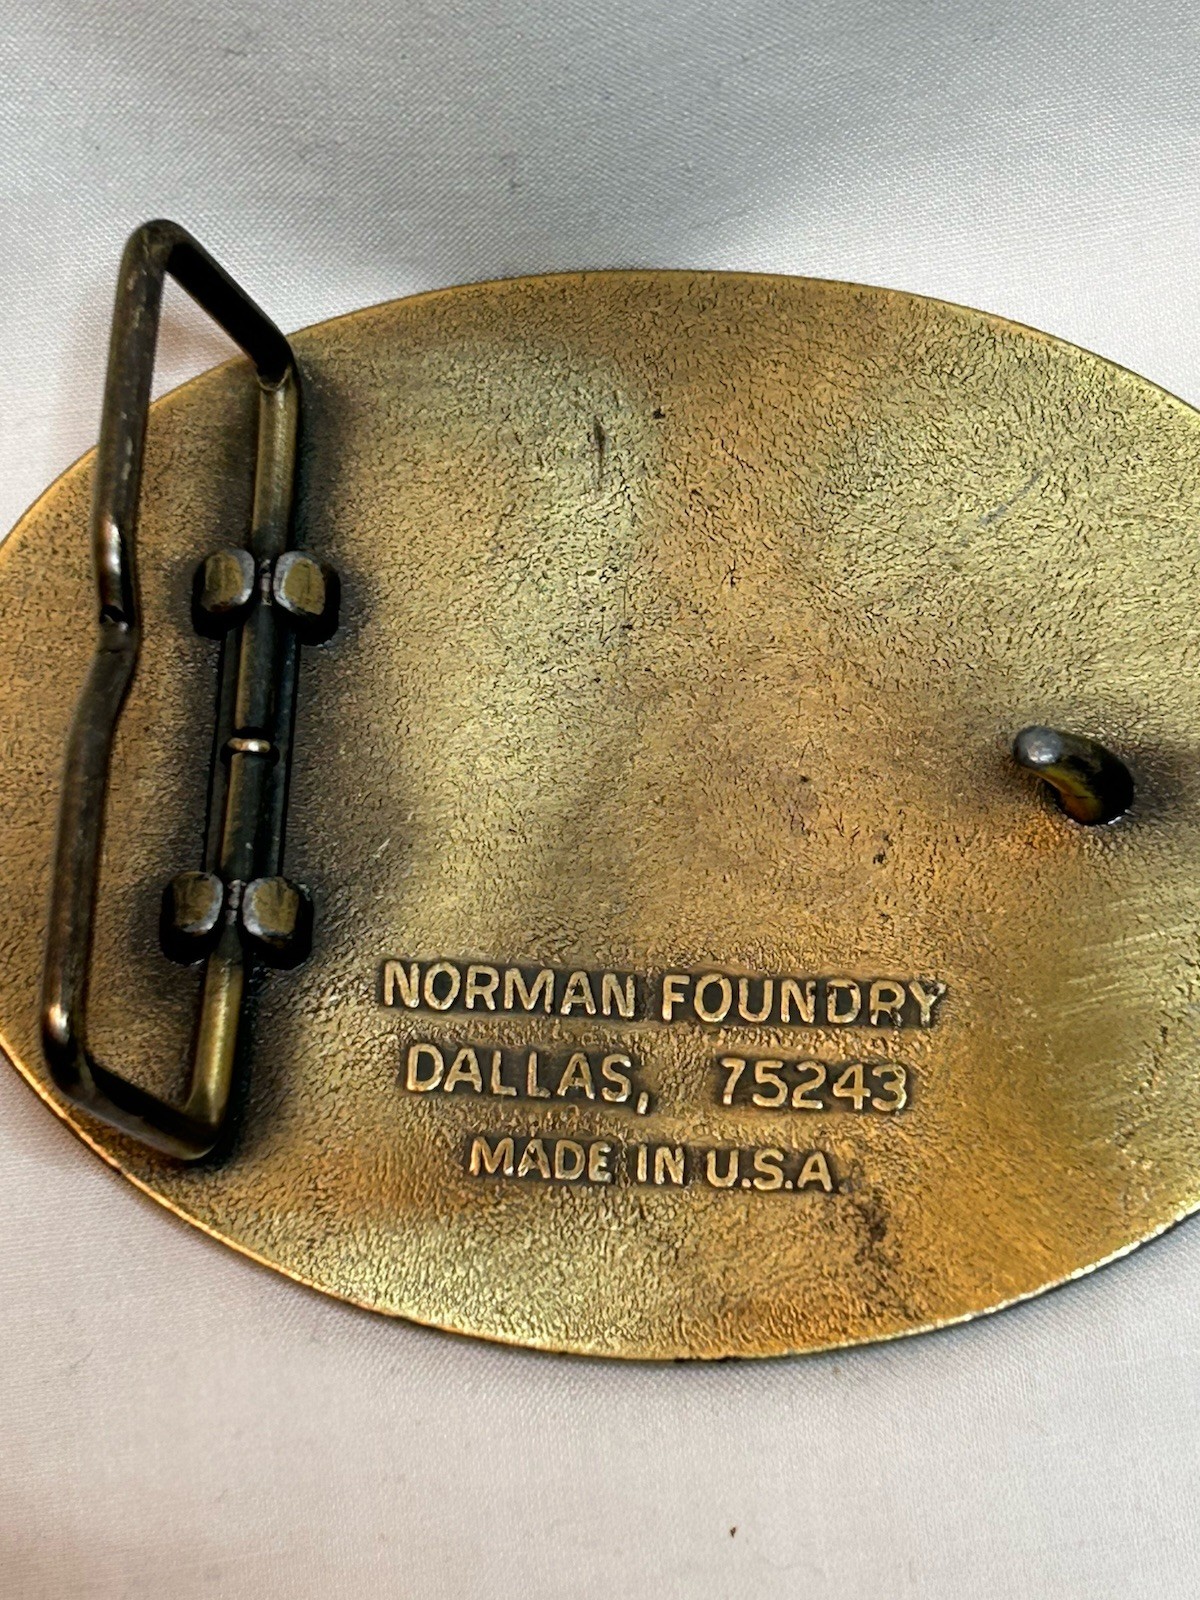 NORMAN FOUNDRY
DALLAS, 75243
MADE IN U.S.A.